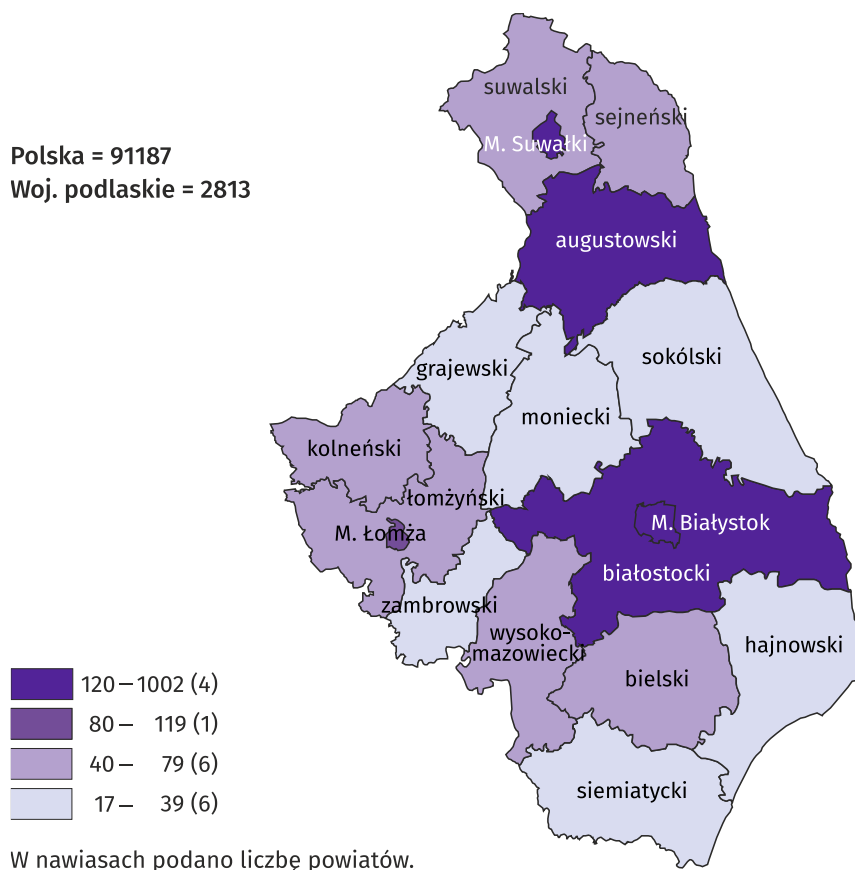 suwalski
sejneński
M. Suwałki
Polska = 91187
Woj. podlaskie = 2813
augustowski
sokólski
grajewski
moniecki
kolneński
łomżyński
M. Łomża
M. Białystok
białostocki
zambrowski
wysoko-
mazowiecki
hajnowski
bielski
siemiatycki
120 – 1002 (4)
80 – 119 (1)
40 – 79 (6)
17 – 39 (6)
W nawiasach podano liczbę powiatów.